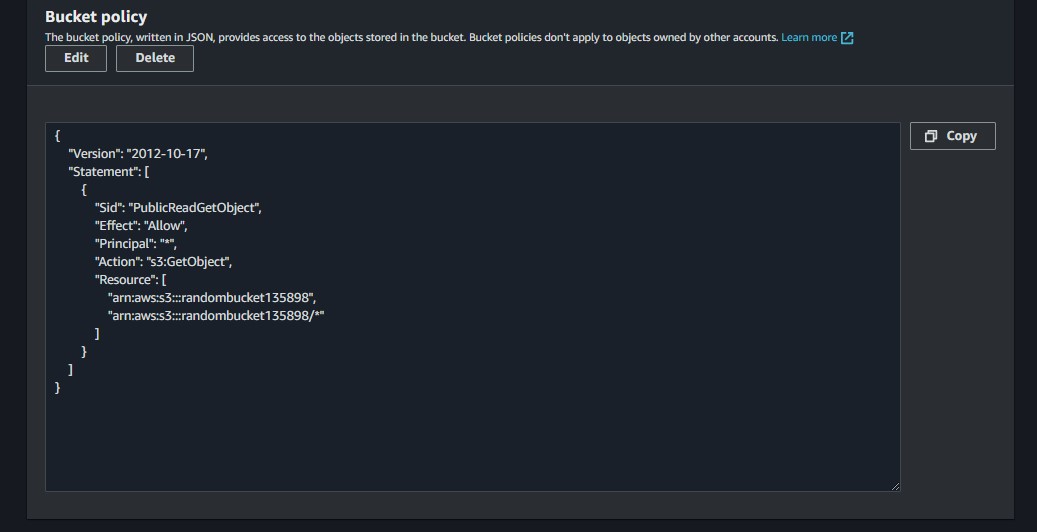 Bucket policy
The bucket policy, written in JSON, provides access to the objects stored in the bucket. Bucket policies don't apply to objects owned by other accounts. Learn more
Edit Delete
Copy
{
"Version": "2012-10-17",
"Statement": [
{
"Sid": "PublicReadGetObject",
"Effect": "Allow",
"Principal": "*",
"Action": "s3:GetObject",
"Resource": [
"arn:aws:s3:::randombucket135898",
"arn:aws:s3:::randombucket135898/*"
]
}
]
}